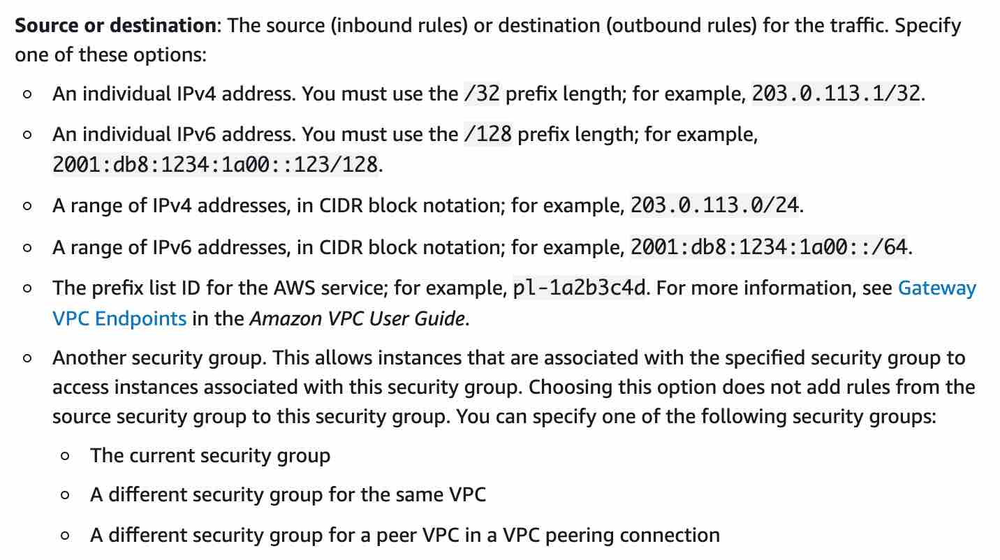 Source or destination: The source (inbound rules) or destination (outbound rules) for the traffic. Specify
one of these options:
An individual IPv4 address. You must use the /32 prefix length; for example, 203.0.113.1/32.
An individual IPv6 address. You must use the /128 prefix length; for example,
2001:db8:1234:1a00::123/128.
A range of IPv4 addresses, in CIDR block notation; for example, 203.0.113.0/24.
A range of IPv6 addresses, in CIDR block notation; for example, 2001:db8:1234:1a00::/64.
The prefix list ID for the AWS service; for example, pl-1a2b3c4d. For more information, see Gateway
VPC Endpoints in the Amazon VPC User Guide.
Another security group. This allows instances that are associated with the specified security group to
access instances associated with this security group. Choosing this option does not add rules from the
source security group to this security group. You can specify one of the following security groups:
The current security group
A different security group for the same VPC
A different security group for a peer VPC in a VPC peering connection